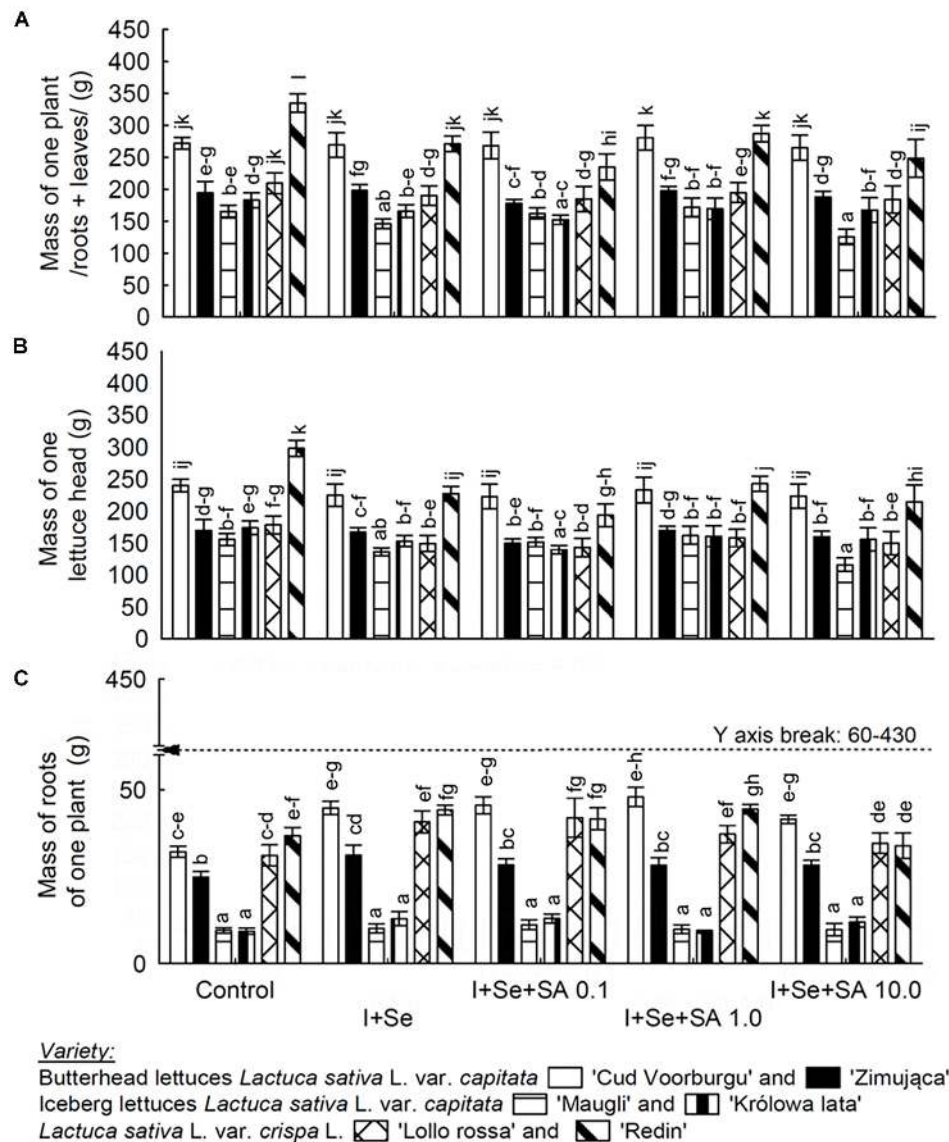 A
Mass of one plant
/roots + leaves/ (g)
450
400
350
300
250
200
150
100
50
0
jk e-g b-e d-g jk l
jk fg ab b-e d-g jk
jk c-f b-d a-c d-g hi
k f-g b-f b-f e-g k
jk d-g a b-f d-g ij
B
Mass of one
lettuce head (g)
450
400
350
300
250
200
150
100
50
0
ij d-g b-f e-g f-g k
ij c-f ab b-f b-e ij
ij b-e b-f a-c b-d g-h
ij d-g b-f b-f b-f j
ij b-f a b-f b-e hi
C
Mass of roots
of one plant (g)
450
50
0
Y axis break: 60-430
c-e b a a c-d e-f
e-g cd a a ef fg
e-g bc a a fg fg
e-h bc a a ef gh
e-g bc a a de de
Control
I+Se
I+Se+SA 0.1
I+Se+SA 1.0
I+Se+SA 10.0
Variety:
Butterhead lettuces Lactuca sativa L. var. capitata 'Cud Voorburgu' and 'Zimująca'
Iceberg lettuces Lactuca sativa L. var. capitata 'Maugli' and 'Królowa lata'
Lactuca sativa L. var. crispa L. 'Lollo rossa' and 'Redin'